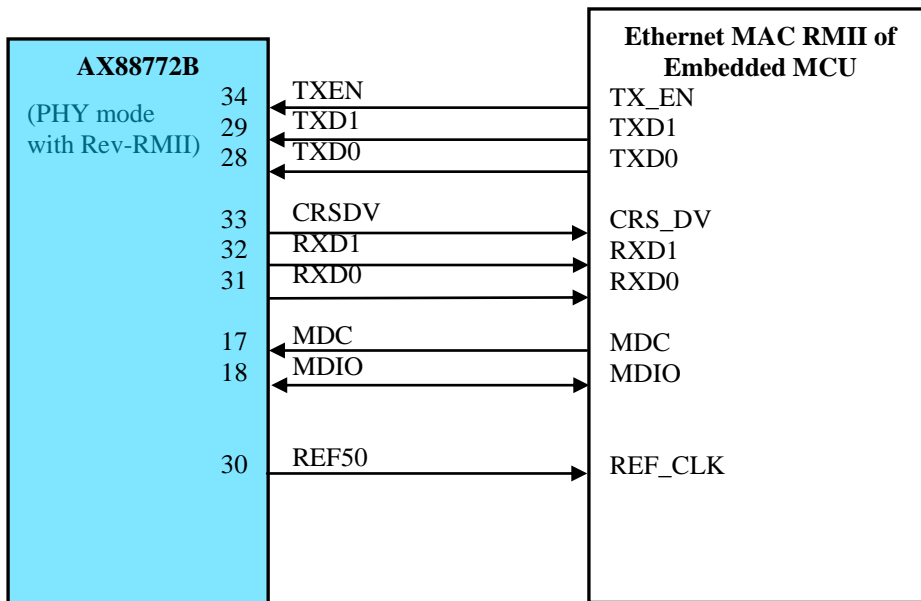 AX88772B
(PHY mode
with Rev-RMII)
Ethernet MAC RMII of
Embedded MCU
34 TXEN TX_EN
29 TXD1 TXD1
28 TXD0 TXD0
33 CRSDV CRS_DV
32 RXD1 RXD1
31 RXD0 RXD0
17 MDC MDC
18 MDIO MDIO
30 REF50 REF_CLK